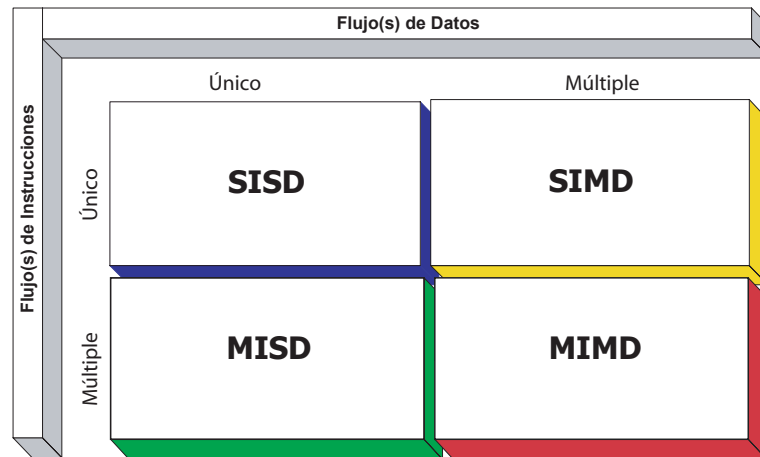 Flujo(s) de Datos
Flujo(s) de Instrucciones
Único
Múltiple
Único
SISD
SIMD
Múltiple
MISD
MIMD